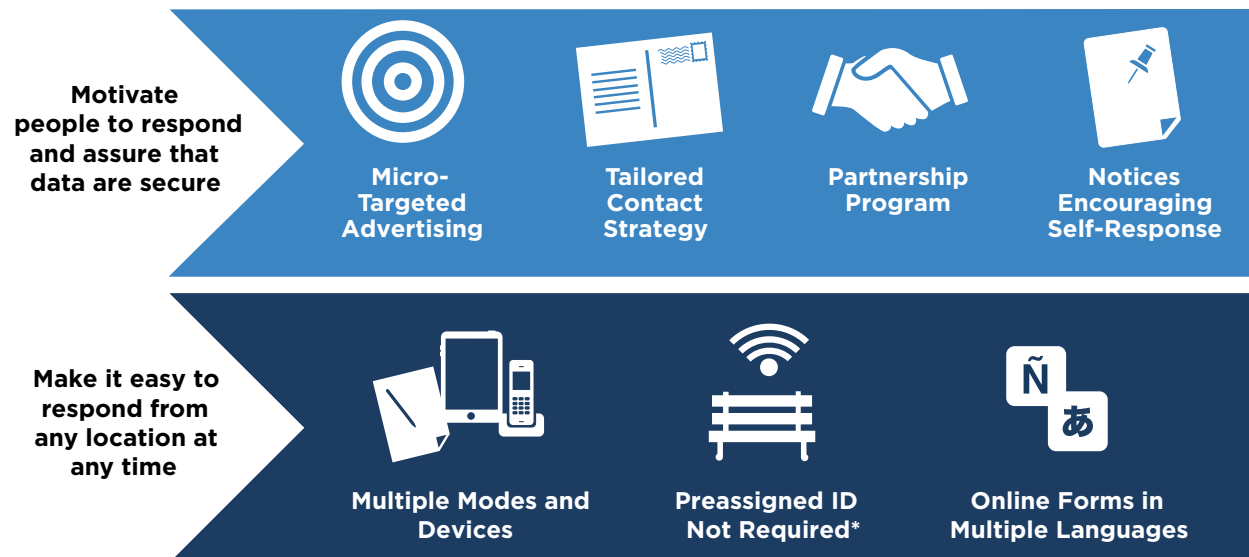 Motivate
people to respond
and assure that
data are secure
Micro-
Targeted
Advertising
Tailored
Contact
Strategy
Partnership
Program
Notices
Encouraging
Self-Response
Make it easy to
respond from
any location at
any time
Multiple Modes and
Devices
Preassigned ID
Not Required*
Ñ
あ
Online Forms in
Multiple Languages